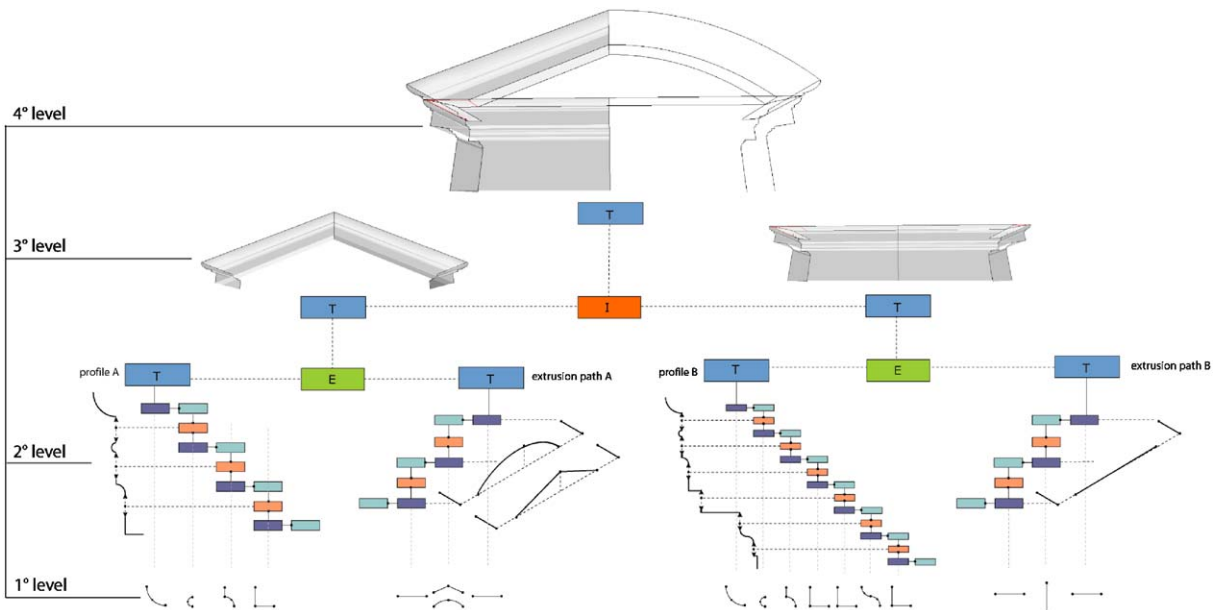 4° level
T
3° level
T
I
T
profile A
T
E
T
extrusion path A
profile B
T
E
T
extrusion path B
2° level
1° level